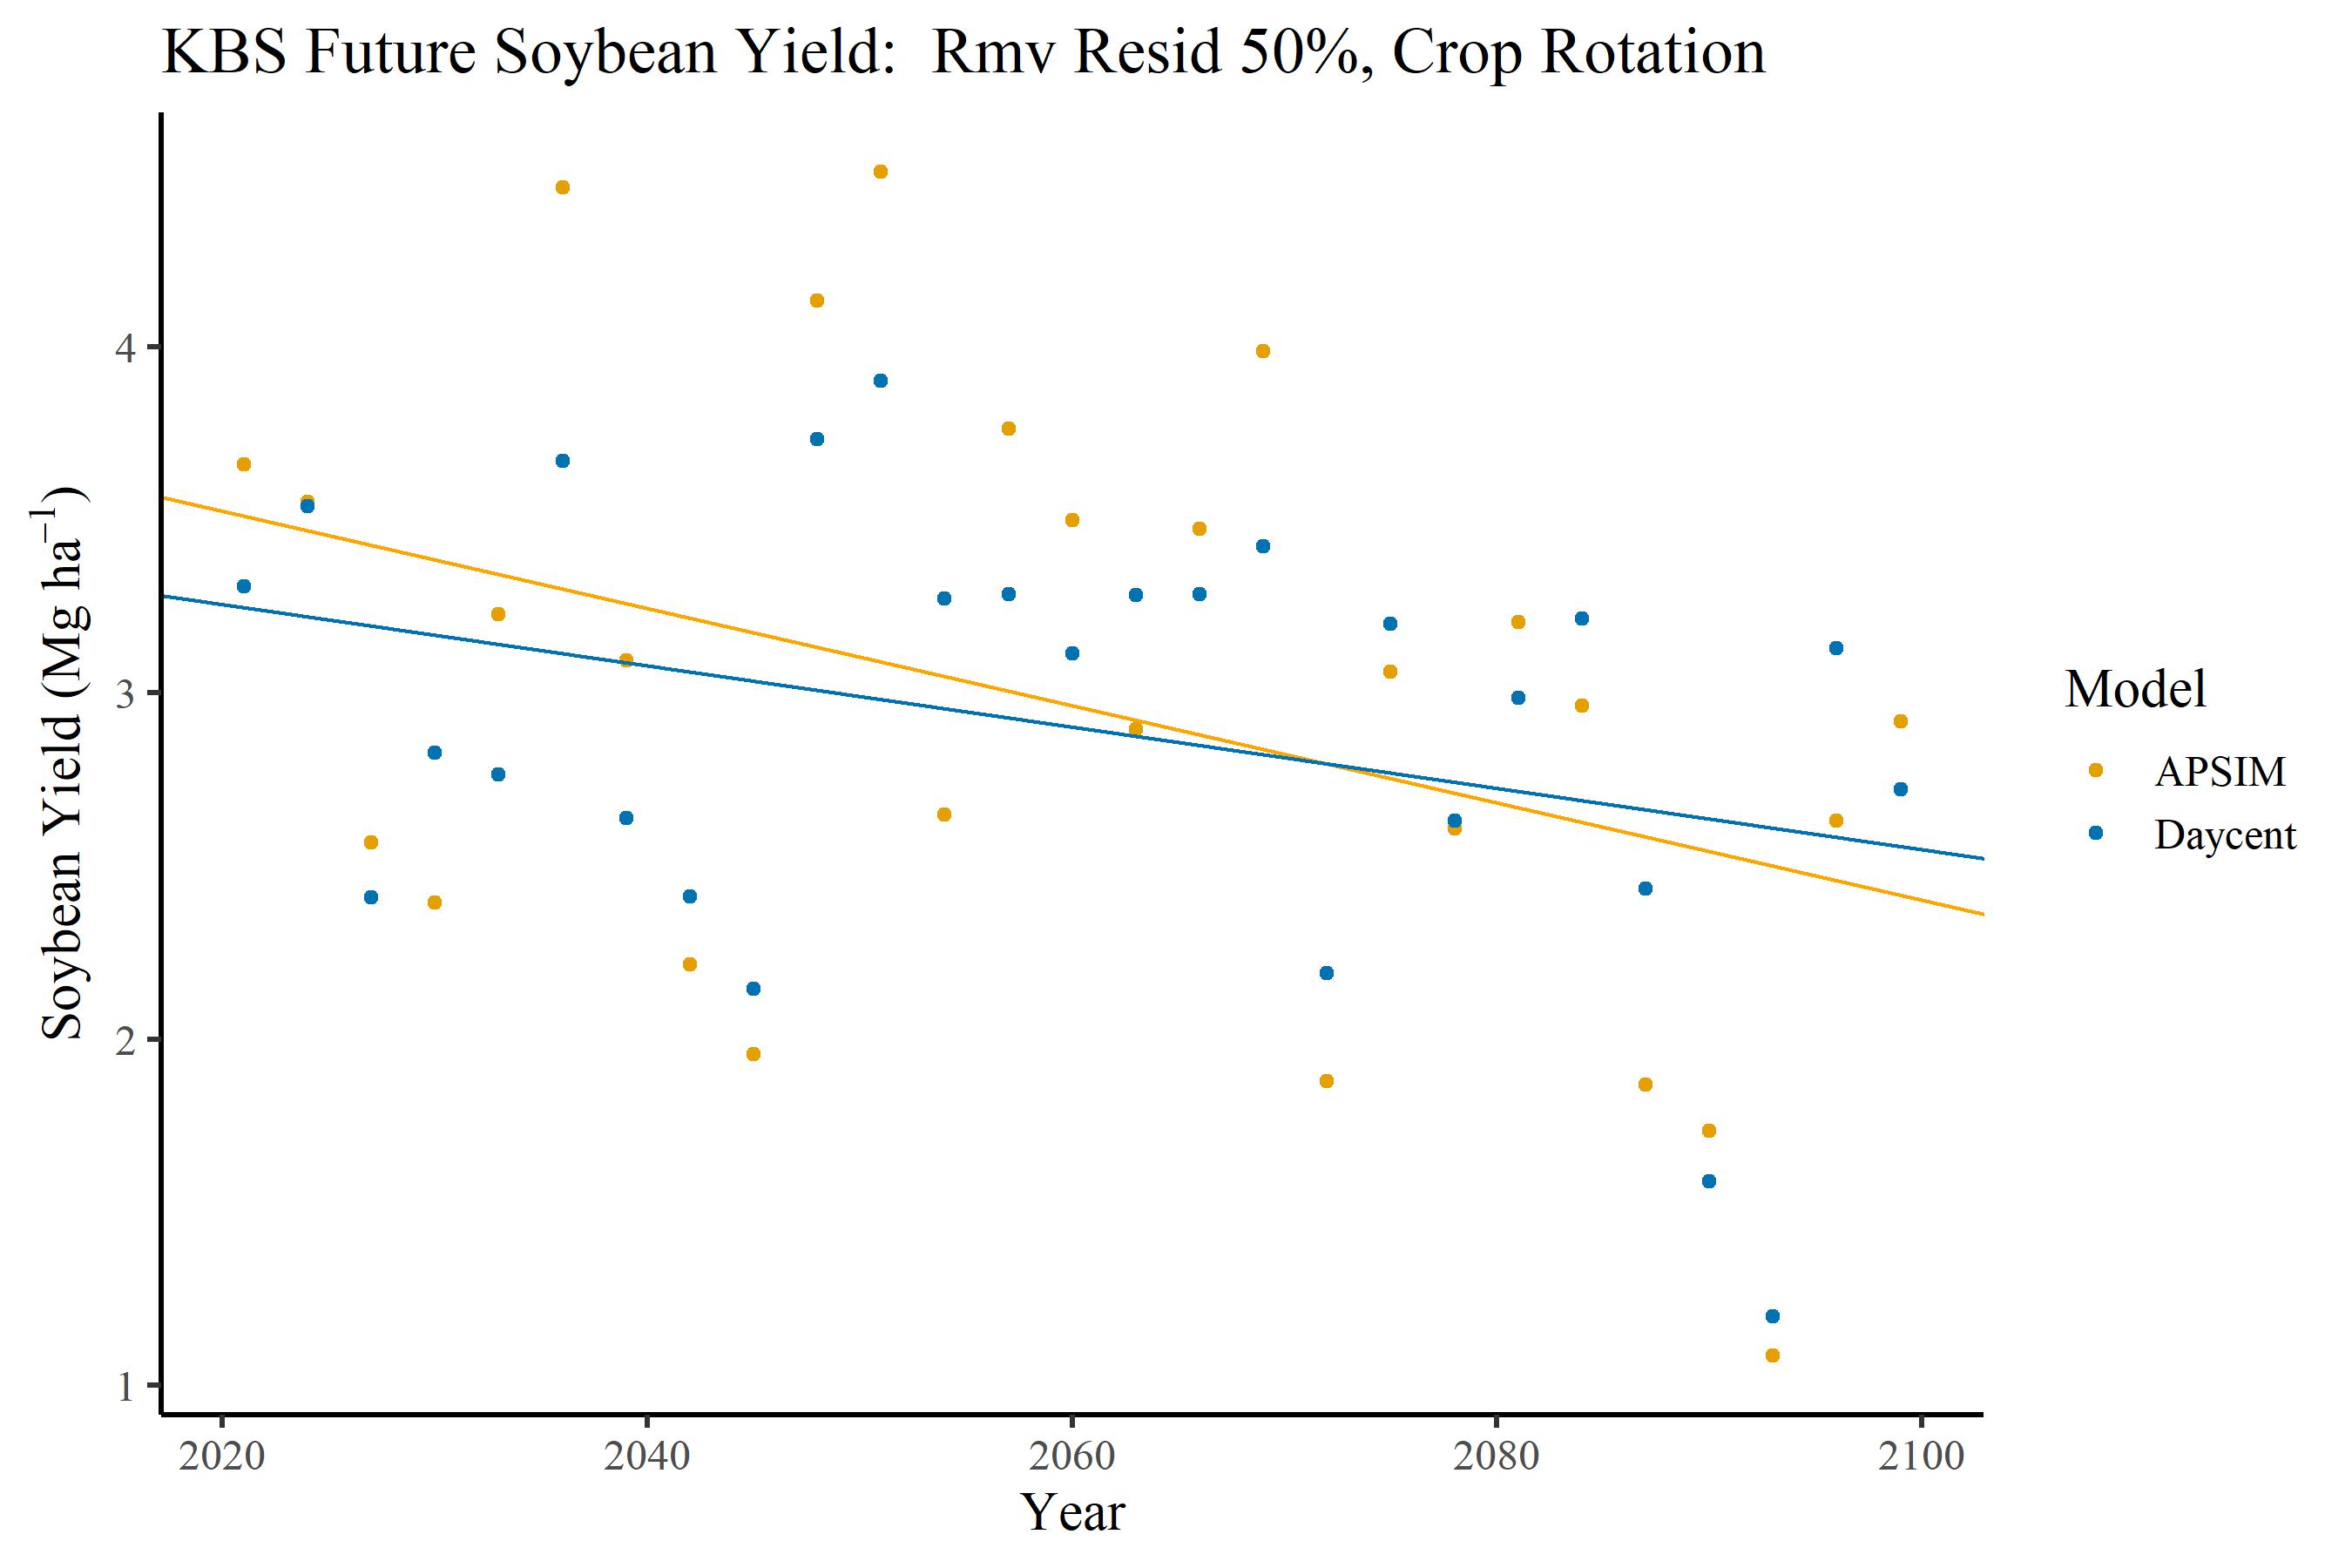 KBS Future Soybean Yield:  Rmv Resid 50%, Crop Rotation
Soybean Yield (Mg ha⁻¹)
4
3
2
1
2020 2040 2060 2080 2100
Year
Model
APSIM
Daycent